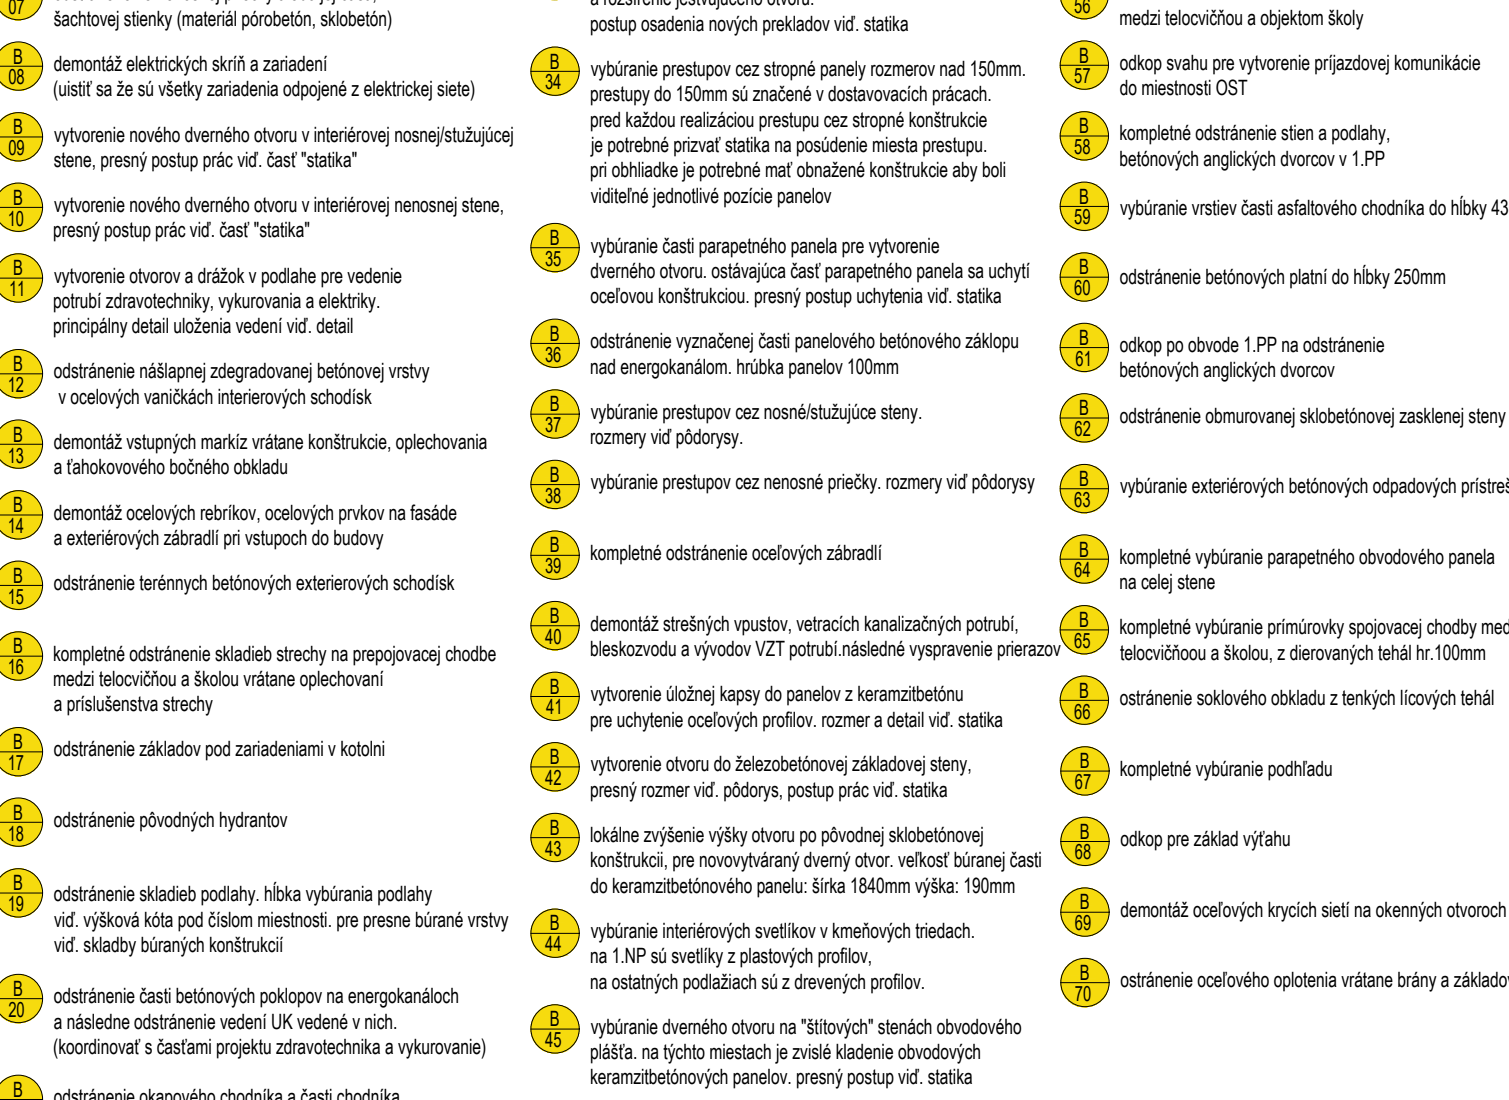 07
šachtovej stienky (materiál pórobetón, sklobetón)
B
08
demontáž elektrických skríň a zariadení
(uistiť sa že sú všetky zariadenia odpojené z elektrickej siete)
B
09
vytvorenie nového dverného otvoru v interiérovej nosnej/stužujúcej
stene, presný postup prác viď. časť "statika"
B
10
vytvorenie nového dverného otvoru v interiérovej nenosnej stene,
presný postup prác viď. časť "statika"
B
11
vytvorenie otvorov a drážok v podlahe pre vedenie
potrubí zdravotechniky, vykurovania a elektriky.
principálny detail uloženia vedení viď. detail
B
12
odstránenie nášlapnej zdegradovanej betónovej vrstvy
v ocelových vaničkách interierových schodísk
B
13
demontáž vstupných markíz vrátane konštrukcie, oplechovania
a ťahokovového bočného obkladu
B
14
demontáž ocelových rebríkov, ocelových prvkov na fasáde
a exteriérových zábradlí pri vstupoch do budovy
B
15
odstránenie terénnych betónových exterierových schodísk
B
16
kompletné odstránenie skladieb strechy na prepojovacej chodbe
medzi telocvičňou a školou vrátane oplechovaní
a príslušenstva strechy
B
17
odstránenie základov pod zariadeniami v kotolni
B
18
odstránenie pôvodných hydrantov
B
19
odstránenie skladieb podlahy. hĺbka vybúrania podlahy
viď. výšková kóta pod číslom miestnosti. pre presne búrané vrstvy
viď. skladby búraných konštrukcií
B
20
odstránenie časti betónových poklopov na energokanáloch
a následne odstránenie vedení UK vedené v nich.
(koordinovať s časťami projektu zdravotechnika a vykurovanie)
B
odstránenie okapového chodníka a časti chodníka
a rozšírenie jestvujúceho otvoru.
postup osadenia nových prekladov viď. statika
B
34
vybúranie prestupov cez stropné panely rozmerov nad 150mm.
prestupy do 150mm sú značené v dostavovacích prácach.
pred každou realizáciou prestupu cez stropné konštrukcie
je potrebné prizvať statika na posúdenie miesta prestupu.
pri obhliadke je potrebné mať obnažené konštrukcie aby boli
viditeľné jednotlivé pozície panelov
B
35
vybúranie časti parapetného panela pre vytvorenie
dverného otvoru. ostávajúca časť parapetného panela sa uchytí
oceľovou konštrukciou. presný postup uchytenia viď. statika
B
36
odstránenie vyznačenej časti panelového betónového záklopu
nad energokanálom. hrúbka panelov 100mm
B
37
vybúranie prestupov cez nosné/stužujúce steny.
rozmery viď pôdorysy.
B
38
vybúranie prestupov cez nenosné priečky. rozmery viď pôdorysy
B
39
kompletné odstránenie oceľových zábradlí
B
40
demontáž strešných vpustov, vetracích kanalizačných potrubí,
bleskozvodu a vývodov VZT potrubí.následné vyspravenie prierazov
B
41
vytvorenie úložnej kapsy do panelov z keramzitbetónu
pre uchytenie oceľových profilov. rozmer a detail viď. statika
B
42
vytvorenie otvoru do železobetónovej základovej steny,
presný rozmer viď. pôdorys, postup prác viď. statika
B
43
lokálne zvýšenie výšky otvoru po pôvodnej sklobetónovej
konštrukcii, pre novovytváraný dverný otvor. veľkosť búranej časti
do keramzitbetónového panelu: šírka 1840mm výška: 190mm
B
44
vybúranie interiérových svetlíkov v kmeňových triedach.
na 1.NP sú svetlíky z plastových profilov,
na ostatných podlažiach sú z drevených profilov.
B
45
vybúranie dverného otvoru na "štítových" stenách obvodového
plášťa. na týchto miestach je zvislé kladenie obvodových
keramzitbetónových panelov. presný postup viď. statika
56
medzi telocvičňou a objektom školy
B
57
odkop svahu pre vytvorenie príjazdovej komunikácie
do miestnosti OST
B
58
kompletné odstránenie stien a podlahy,
betónových anglických dvorcov v 1.PP
B
59
vybúranie vrstiev časti asfaltového chodníka do hĺbky 43
B
60
odstránenie betónových platní do hĺbky 250mm
B
61
odkop po obvode 1.PP na odstránenie
betónových anglických dvorcov
B
62
odstránenie obmurovanej sklobetónovej zasklenej steny
B
63
vybúranie exteriérových betónových odpadových prístreš
B
64
kompletné vybúranie parapetného obvodového panela
na celej stene
B
65
kompletné vybúranie prímúrovky spojovacej chodby med
telocvičňoou a školou, z dierovaných tehál hr.100mm
B
66
ostránenie soklového obkladu z tenkých lícových tehál
B
67
kompletné vybúranie podhľadu
B
68
odkop pre základ výťahu
B
69
demontáž oceľových krycích sietí na okenných otvoroch
B
70
ostránenie oceľového oplotenia vrátane brány a základov